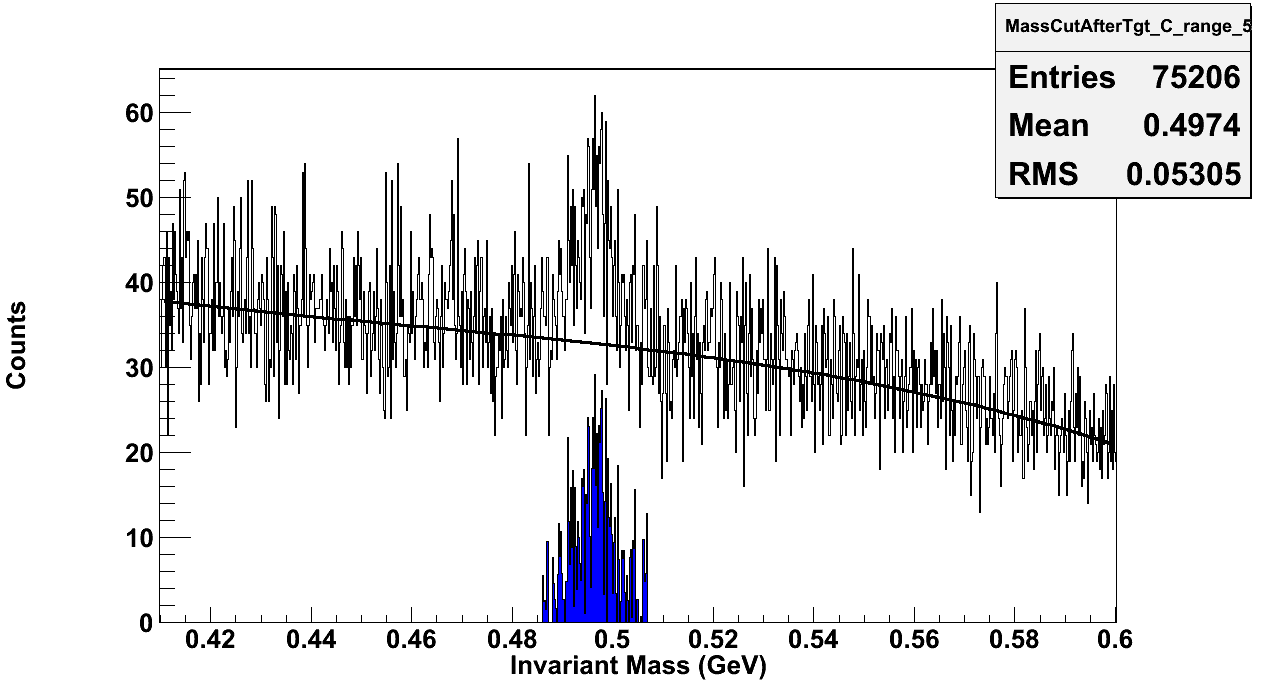 MassCutAfterTgt_C_range_5
Entries 75206
Mean 0.4974
RMS 0.05305
Counts
60
50
40
30
20
10
0
0.42 0.44 0.46 0.48 0.5 0.52 0.54 0.56 0.58 0.6
Invariant Mass (GeV)